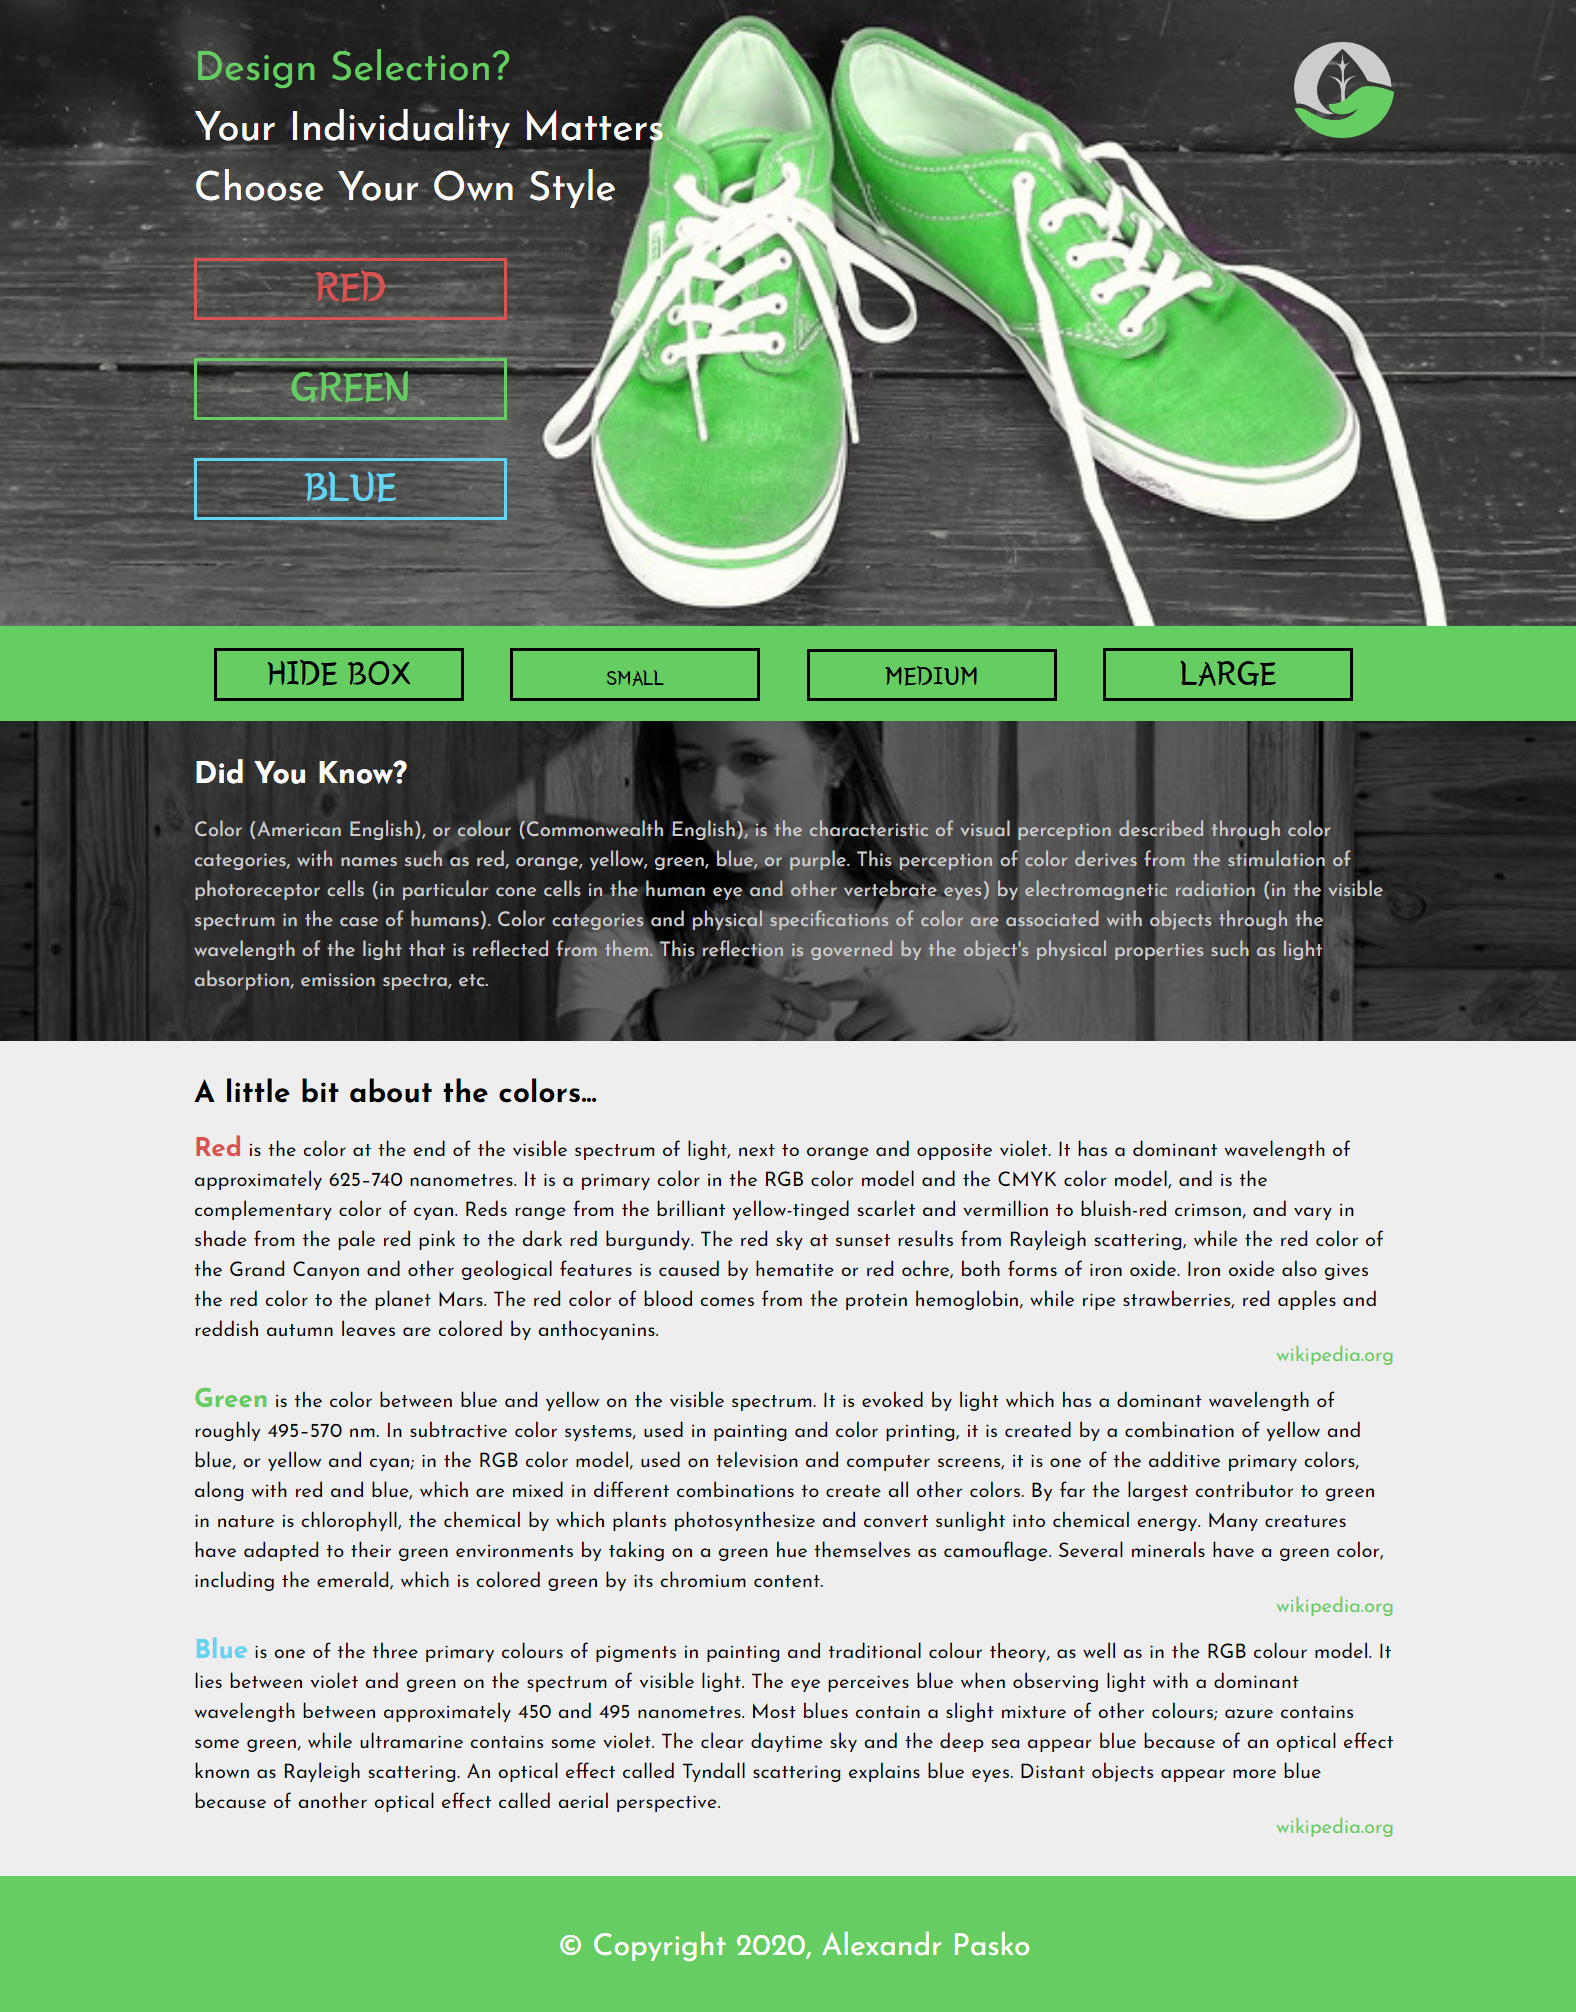 Design Selection?
Your Individuality Matters
Choose Your Own Style
RED
GREEN
BLUE
HIDE BOX
SMALL
MEDIUM
LARGE
Did You Know?
Color (American English), or colour (Commonwealth English), is the characteristic of visual perception described through color
categories, with names such as red, orange, yellow, green, blue, or purple. This perception of color derives from the stimulation of
photoreceptor cells (in particular cone cells in the human eye and other vertebrate eyes) by electromagnetic radiation (in the visible
spectrum in the case of humans). Color categories and physical specifications of color are associated with objects through the
wavelength of the light that is reflected from them. This reflection is governed by the object's physical properties such as light
absorption, emission spectra, etc.
A little bit about the colors...
Red is the color at the end of the visible spectrum of light, next to orange and opposite violet. It has a dominant wavelength of
approximately 625–740 nanometres. It is a primary color in the RGB color model and the CMYK color model, and is the
complementary color of cyan. Reds range from the brilliant yellow-tinged scarlet and vermillion to bluish-red crimson, and vary in
shade from the pale red pink to the dark red burgundy. The red sky at sunset results from Rayleigh scattering, while the red color of
the Grand Canyon and other geological features is caused by hematite or red ochre, both forms of iron oxide. Iron oxide also gives
the red color to the planet Mars. The red color of blood comes from the protein hemoglobin, while ripe strawberries, red apples and
reddish autumn leaves are colored by anthocyanins.
wikipedia.org
Green is the color between blue and yellow on the visible spectrum. It is evoked by light which has a dominant wavelength of
roughly 495–570 nm. In subtractive color systems, used in painting and color printing, it is created by a combination of yellow and
blue, or yellow and cyan; in the RGB color model, used on television and computer screens, it is one of the additive primary colors,
along with red and blue, which are mixed in different combinations to create all other colors. By far the largest contributor to green
in nature is chlorophyll, the chemical by which plants photosynthesize and convert sunlight into chemical energy. Many creatures
have adapted to their green environments by taking on a green hue themselves as camouflage. Several minerals have a green color,
including the emerald, which is colored green by its chromium content.
wikipedia.org
Blue is one of the three primary colours of pigments in painting and traditional colour theory, as well as in the RGB colour model. It
lies between violet and green on the spectrum of visible light. The eye perceives blue when observing light with a dominant
wavelength between approximately 450 and 495 nanometres. Most blues contain a slight mixture of other colours; azure contains
some green, while ultramarine contains some violet. The clear daytime sky and the deep sea appear blue because of an optical effect
known as Rayleigh scattering. An optical effect called Tyndall scattering explains blue eyes. Distant objects appear more blue
because of another optical effect called aerial perspective.
wikipedia.org
© Copyright 2020, Alexandr Pasko